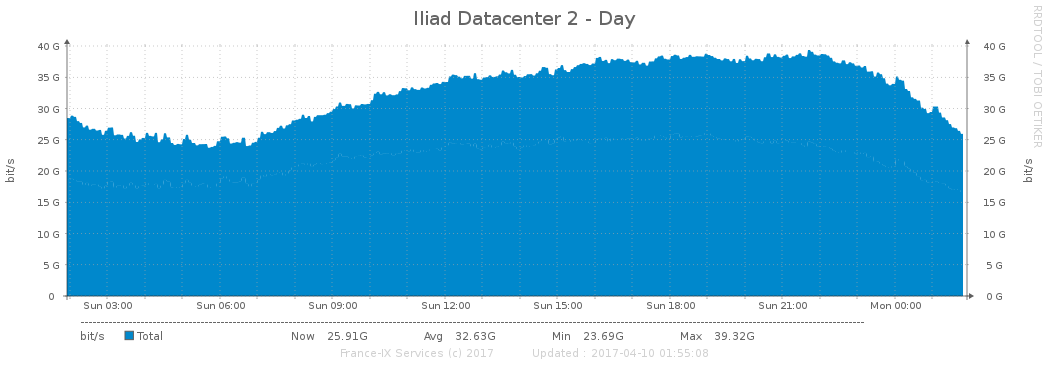 Iliad Datacenter 2 - Day
RRDTOOL / TOBI OETIKER
bit/s
bit/s
40 G 40 G
35 G 35 G
30 G 30 G
25 G 25 G
20 G 20 G
15 G 15 G
10 G 10 G
5 G 5 G
0 0 G
Sun 03:00 Sun 06:00 Sun 09:00 Sun 12:00 Sun 15:00 Sun 18:00 Sun 21:00 Mon 00:00
bit/s Total Now 25.91G Avg 32.63G Min 23.69G Max 39.32G
France-IX Services (c) 2017 Updated : 2017-04-10 01:55:08